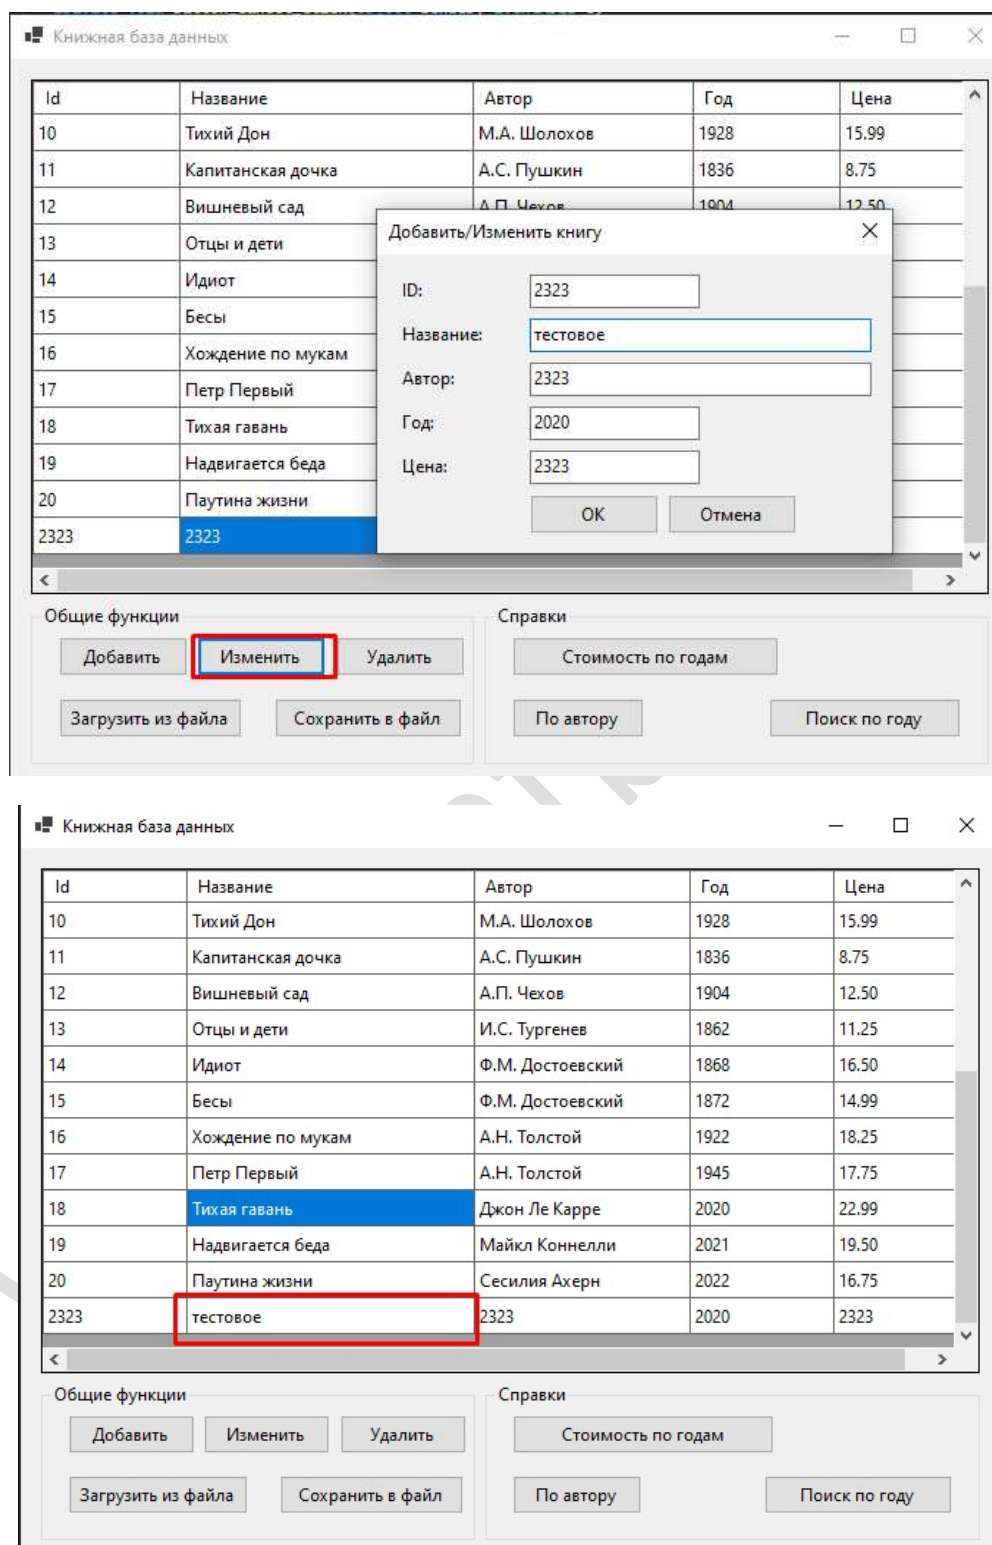 Книжная база данных
Id Название Автор Год Цена
10 Тихий Дон М.А. Шолохов 1928 15.99
11 Капитанская дочка А.С. Пушкин 1836 8.75
12 Вишневый сад А.П. Чехов 1904 12.50
13 Отцы и дети
14 Идиот
15 Бесы
16 Хождение по мукам
17 Петр Первый
18 Тихая гавань
19 Надвигается беда
20 Паутина жизни
2323 2323
Добавить/Изменить книгу
ID: 2323
Название: тестовое
Автор: 2323
Год: 2020
Цена: 2323
ОК Отмена
Общие функции
Добавить Изменить Удалить
Загрузить из файла Сохранить в файл
Справки
Стоимость по годам
По автору Поиск по году
Книжная база данных
Id Название Автор Год Цена
10 Тихий Дон М.А. Шолохов 1928 15.99
11 Капитанская дочка А.С. Пушкин 1836 8.75
12 Вишневый сад А.П. Чехов 1904 12.50
13 Отцы и дети И.С. Тургенев 1862 11.25
14 Идиот Ф.М. Достоевский 1868 16.50
15 Бесы Ф.М. Достоевский 1872 14.99
16 Хождение по мукам А.Н. Толстой 1922 18.25
17 Петр Первый А.Н. Толстой 1945 17.75
18 Тихая гавань Джон Ле Карре 2020 22.99
19 Надвигается беда Майкл Коннелли 2021 19.50
20 Паутина жизни Сесилия Ахерн 2022 16.75
2323 тестовое 2323 2020 2323
Общие функции
Добавить Изменить Удалить
Загрузить из файла Сохранить в файл
Справки
Стоимость по годам
По автору Поиск по году